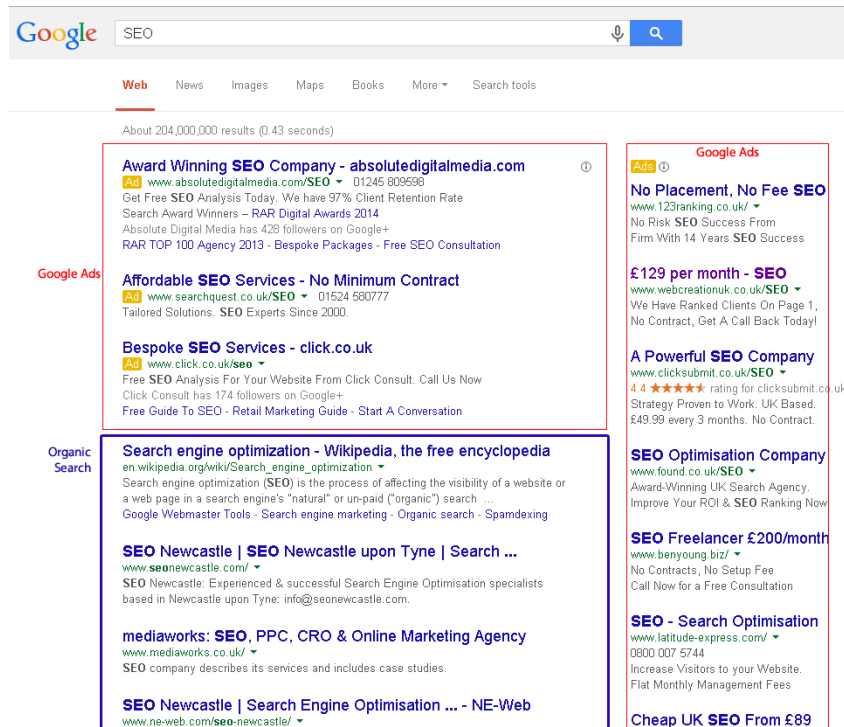 Google
SEO
Web News Images Maps Books More Search tools
About 204,000,000 results (0.43 seconds)
Google Ads
Award Winning SEO Company - absolutedigitalmedia.com
Ad www.absolutedigitalmedia.com/SEO 01245 809598
Get Free SEO Analysis Today. We have 97% Client Retention Rate
Search Award Winners – RAR Digital Awards 2014
Absolute Digital Media has 428 followers on Google+
RAR TOP 100 Agency 2013 - Bespoke Packages - Free SEO Consultation
Affordable SEO Services - No Minimum Contract
Ad www.searchquest.co.uk/SEO 01524 580777
Tailored Solutions. SEO Experts Since 2000.
Bespoke SEO Services - click.co.uk
Ad www.click.co.uk/seo
Free SEO Analysis For Your Website From Click Consult. Call Us Now
Click Consult has 174 followers on Google+
Free Guide To SEO - Retail Marketing Guide - Start A Conversation
Organic
Search
Search engine optimization - Wikipedia, the free encyclopedia
en.wikipedia.org/wiki/Search_engine_optimization
Search engine optimization (SEO) is the process of affecting the visibility of a website or
a web page in a search engine's "natural" or un-paid ("organic") search ...
Google Webmaster Tools - Search engine marketing - Organic search - Spamdexing
SEO Newcastle | SEO Newcastle upon Tyne | Search ...
www.seonewcastle.com/
SEO Newcastle: Experienced & successful Search Engine Optimisation specialists
based in Newcastle upon Tyne: info@seonewcastle.com.
mediaworks: SEO, PPC, CRO & Online Marketing Agency
www.mediaworks.co.uk/
SEO company describes its services and includes case studies.
SEO Newcastle | Search Engine Optimisation ... - NE-Web
www.ne-web.com/seo-newcastle/
Google Ads
Ads
No Placement, No Fee SEO
www.123ranking.co.uk/
No Risk SEO Success From
Firm With 14 Years SEO Success
£129 per month - SEO
www.webcreationuk.co.uk/SEO
We Have Ranked Clients On Page 1,
No Contract, Get A Call Back Today!
A Powerful SEO Company
www.clicksubmit.co.uk/SEO
4.4 ★★★★★ rating for clicksubmit.co.uk
Strategy Proven to Work. UK Based.
£49.99 every 3 months. No Contract.
SEO Optimisation Company
www.found.co.uk/SEO
Award-Winning UK Search Agency.
Improve Your ROI & SEO Ranking Now
SEO Freelancer £200/month
www.benyoung.biz/
No Contracts, No Setup Fee
Call Now for a Free Consultation
SEO - Search Optimisation
www.latitude-express.com/
0800 007 5744
Increase Visitors to your Website.
Flat Monthly Management Fees
Cheap UK SEO From £89